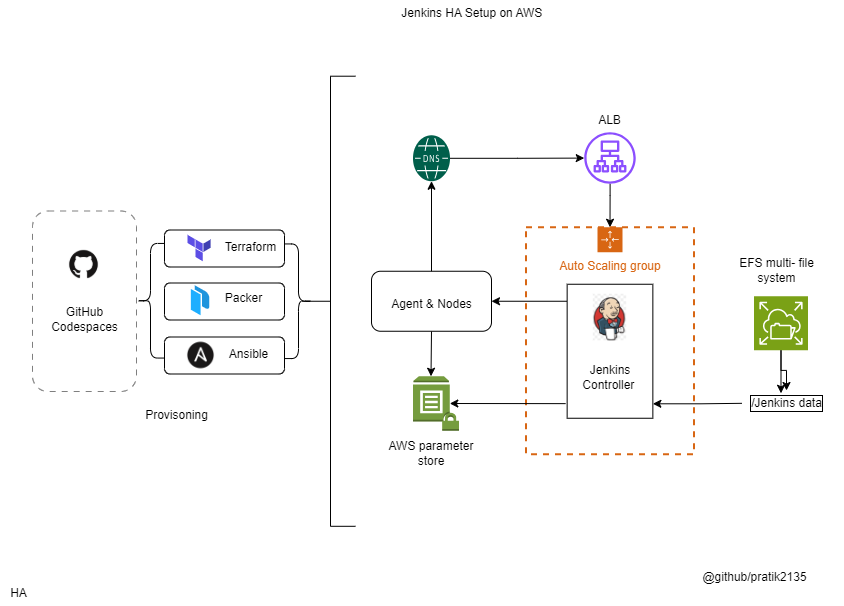 Jenkins HA Setup on AWS
ALB
DNS
Auto Scaling group
EFS multi- file
system
Terraform
Packer
Ansible
GitHub
Codespaces
Agent & Nodes
Jenkins
Controller
/Jenkins data
Provisoning
AWS parameter
store
@github/pratik2135
HA